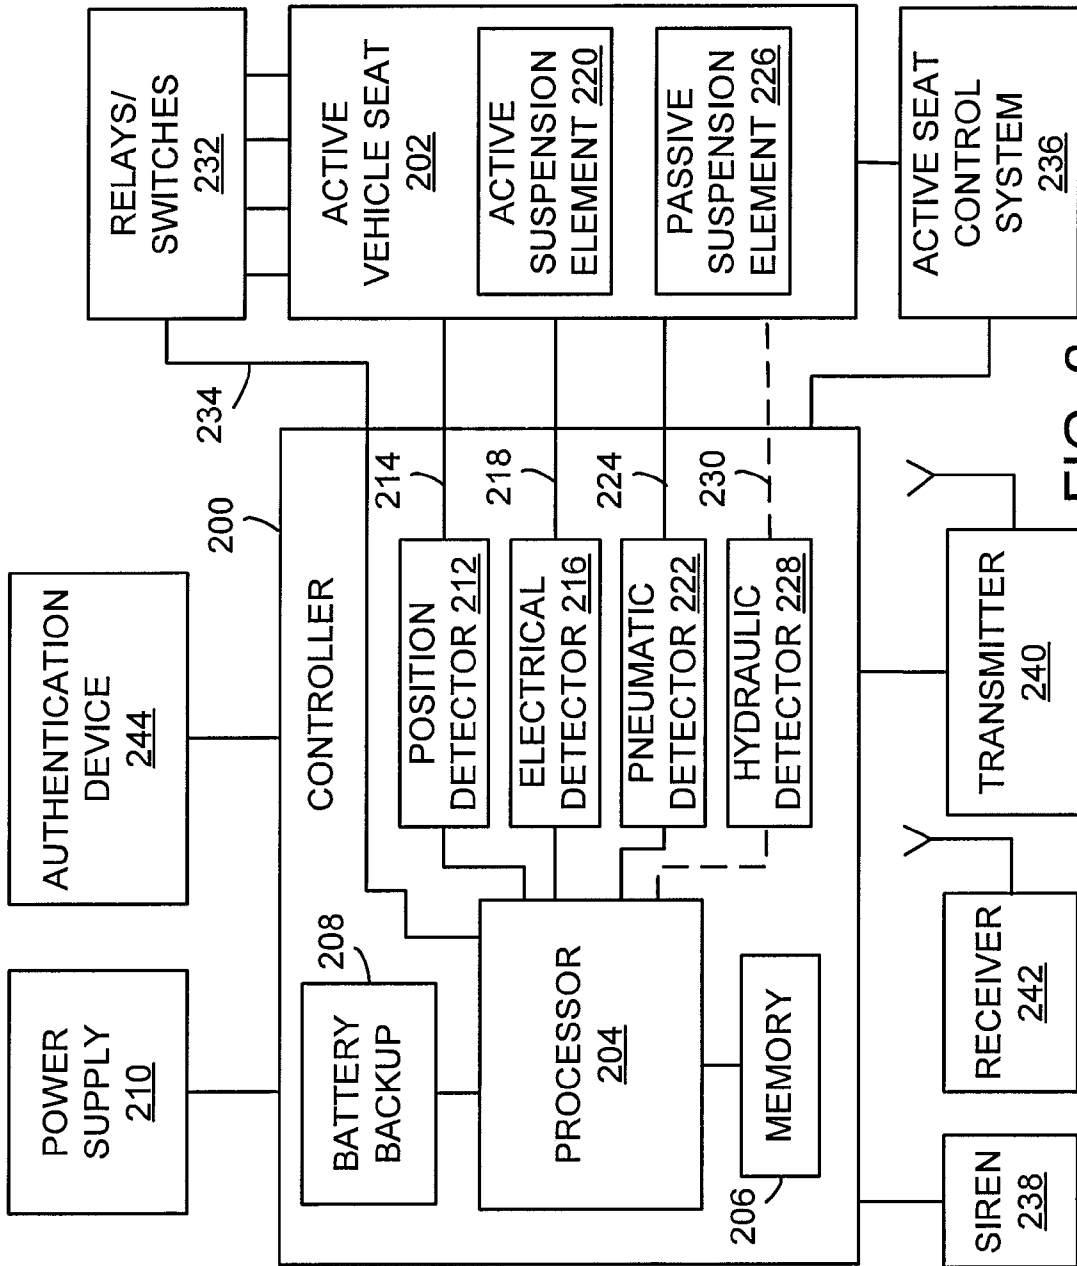 POWER
SUPPLY
210
AUTHENTICATION
DEVICE
244
RELAYS/
SWITCHES
232
200
234
CONTROLLER
BATTERY
BACKUP
208
PROCESSOR
204
MEMORY
206
POSITION
DETECTOR 212
214
ELECTRICAL
DETECTOR 216
218
PNEUMATIC
DETECTOR 222
224
HYDRAULIC
DETECTOR 228
230
ACTIVE
VEHICLE SEAT
202
ACTIVE
SUSPENSION
ELEMENT 220
PASSIVE
SUSPENSION
ELEMENT 226
SIREN
238
RECEIVER
242
TRANSMITTER
240
ACTIVE SEAT
CONTROL
SYSTEM
236
FIG.